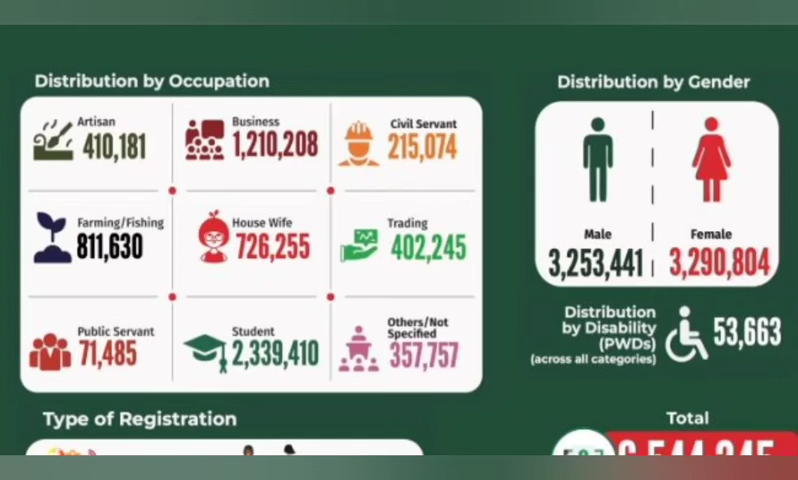 Distribution by Occupation
Artisan
410,181
Business
1,210,208
Civil Servant
215,074
Farming/Fishing
811,630
House Wife
726,255
Trading
402,245
Public Servant
71,485
Student
2,339,410
Others/Not
Specified
357,757
Distribution by Gender
Male
3,253,441
Female
3,290,804
Distribution
by Disability
(PWDs)
(across all categories)
53,663
Type of Registration
Total